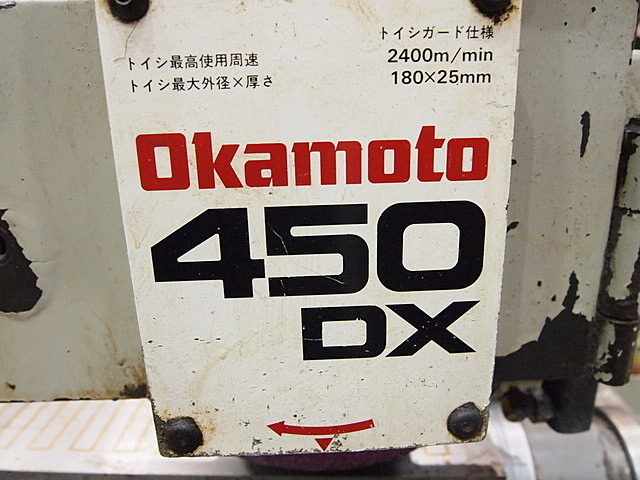 トイシガード仕様
トイシ最高使用周速 2400m/min
トイシ最大外径×厚さ 180×25mm
Okamoto
450
DX